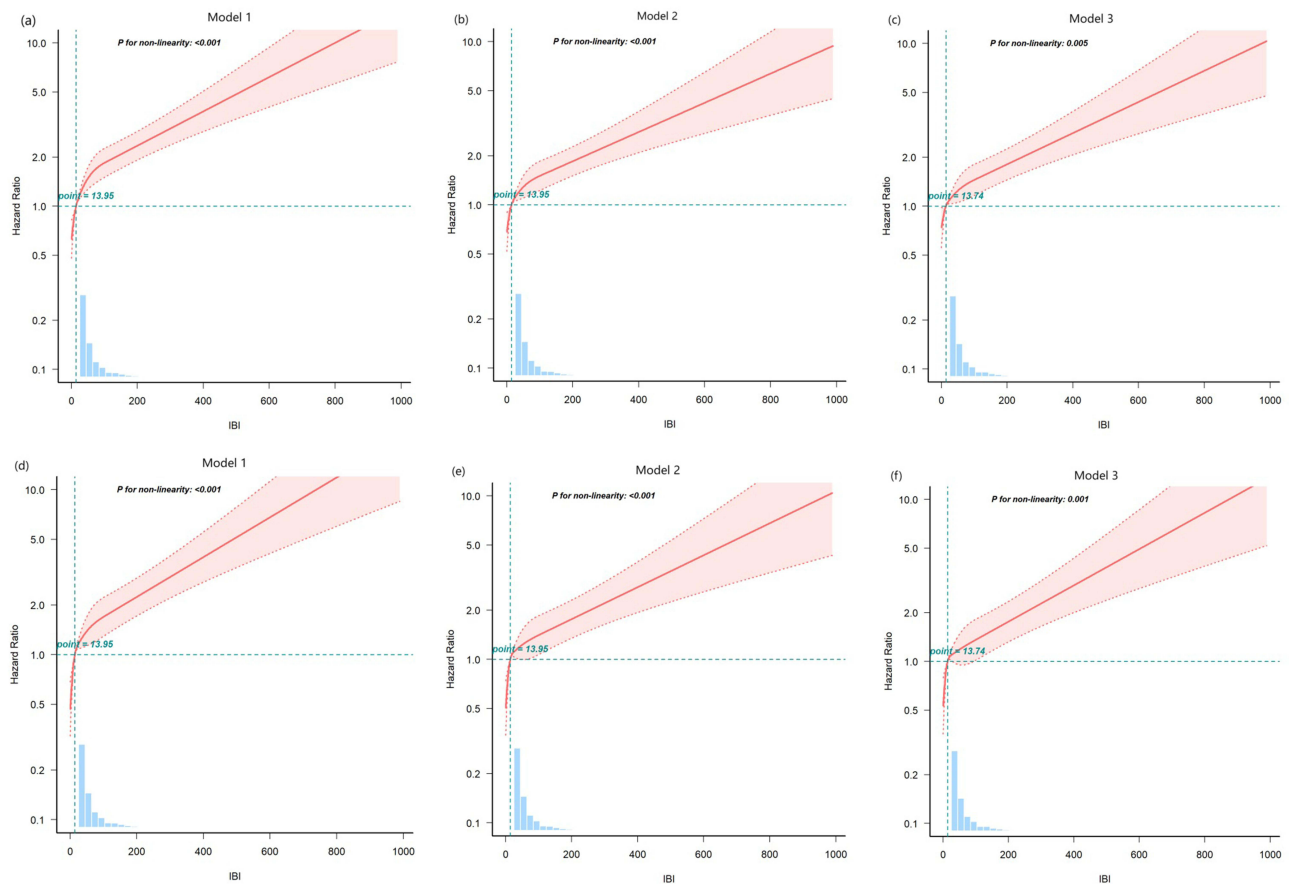 (a)
Model 1
P for non-linearity: <0.001
10.0
5.0
2.0
1.0
0.5
0.2
0.1
Hazard Ratio
point = 13.95
0
200
400
600
800
1000
IBI
(b)
Model 2
P for non-linearity: <0.001
10.0
5.0
2.0
1.0
0.5
0.2
0.1
Hazard Ratio
point = 13.95
0
200
400
600
800
1000
IBI
(c)
Model 3
P for non-linearity: 0.005
10.0
5.0
2.0
1.0
0.5
0.2
0.1
Hazard Ratio
point = 13.74
0
200
400
600
800
1000
IBI
(d)
Model 1
P for non-linearity: <0.001
10.0
5.0
2.0
1.0
0.5
0.2
0.1
Hazard Ratio
point = 13.95
0
200
400
600
800
1000
IBI
(e)
Model 2
P for non-linearity: <0.001
10.0
5.0
2.0
1.0
0.5
0.2
0.1
Hazard Ratio
point = 13.95
0
200
400
600
800
1000
IBI
(f)
Model 3
P for non-linearity: 0.001
10.0
5.0
2.0
1.0
0.5
0.2
0.1
Hazard Ratio
point = 13.74
0
200
400
600
800
1000
IBI